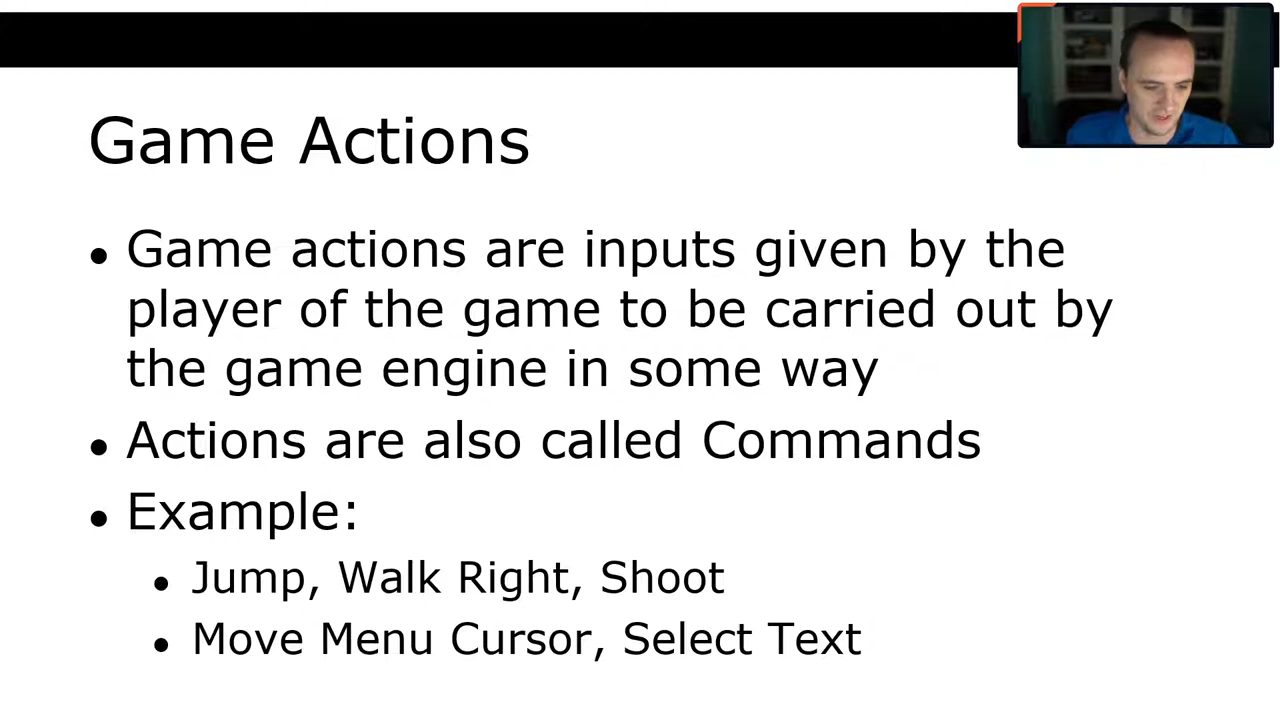 Game Actions
• Game actions are inputs given by the
player of the game to be carried out by
the game engine in some way
• Actions are also called Commands
• Example:
• Jump, Walk Right, Shoot
• Move Menu Cursor, Select Text